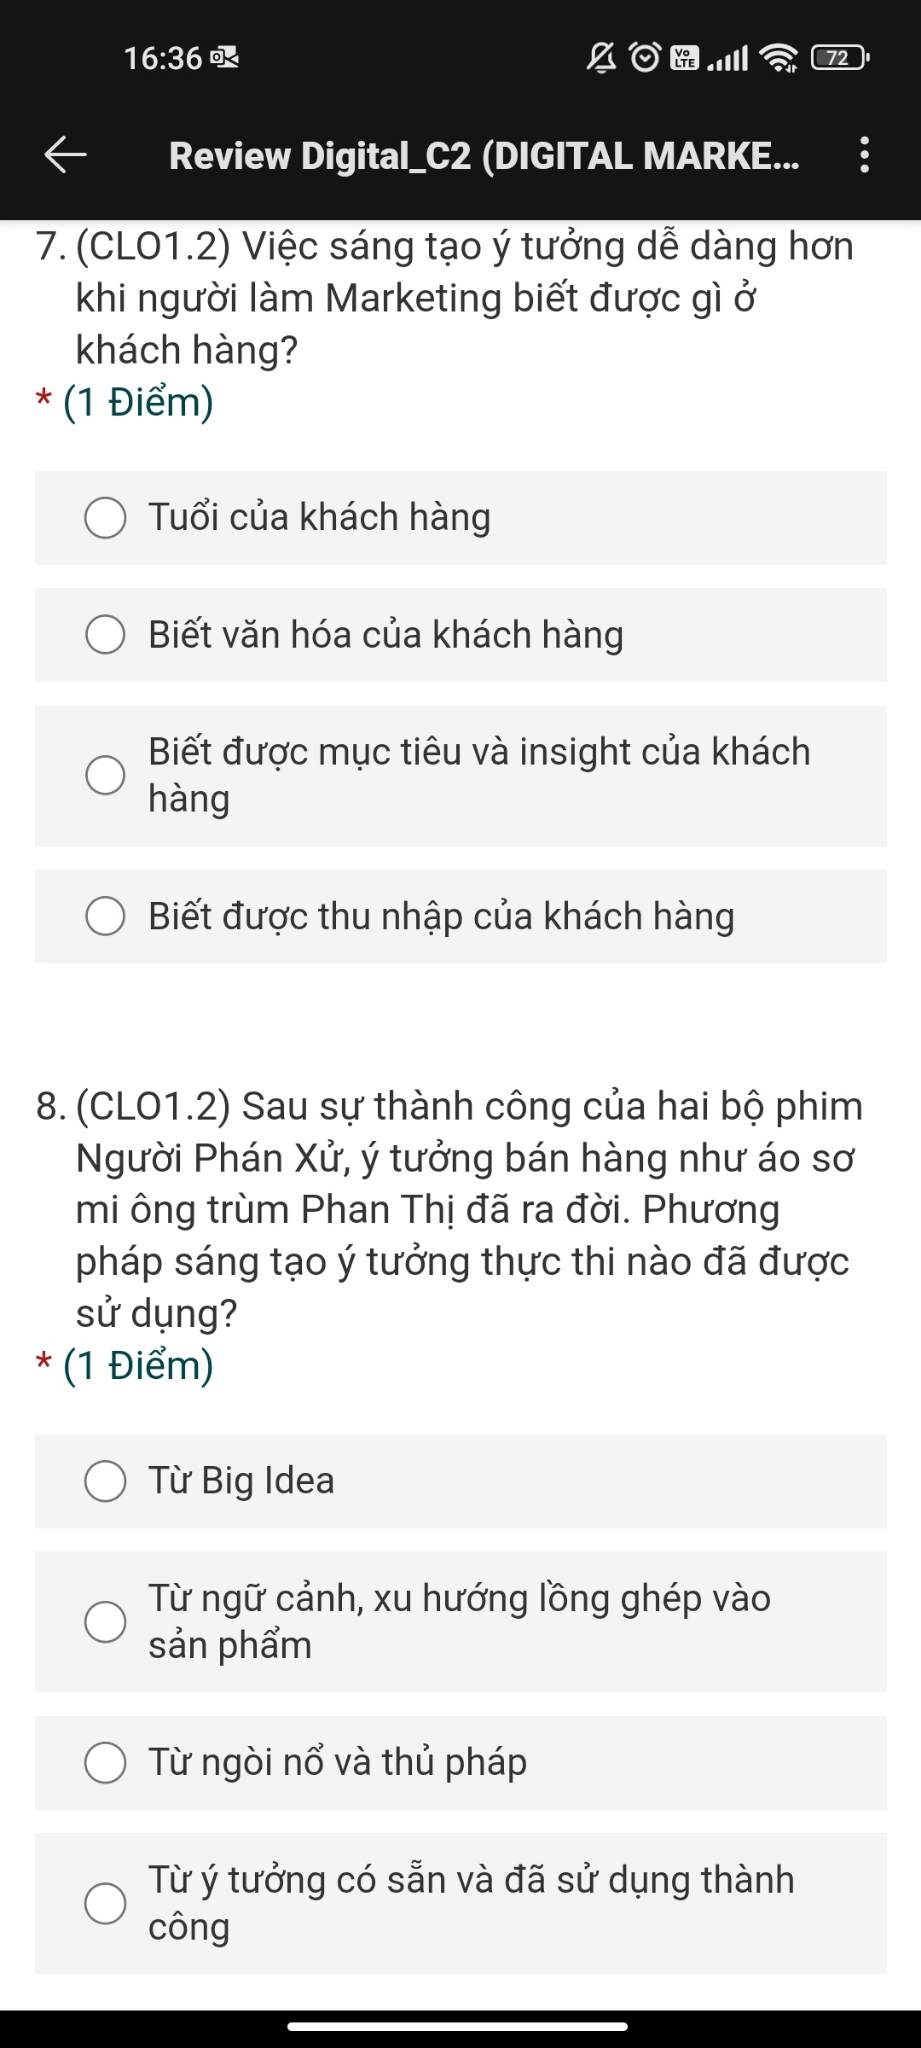 16:36
Vo
LTE
72
Review Digital_C2 (DIGITAL MARKE...
7. (CLO1.2) Việc sáng tạo ý tưởng dễ dàng hơn
khi người làm Marketing biết được gì ở
khách hàng?
* (1 Điểm)
Tuổi của khách hàng
Biết văn hóa của khách hàng
Biết được mục tiêu và insight của khách
hàng
Biết được thu nhập của khách hàng
8. (CLO1.2) Sau sự thành công của hai bộ phim
Người Phán Xử, ý tưởng bán hàng như áo sơ
mi ông trùm Phan Thị đã ra đời. Phương
pháp sáng tạo ý tưởng thực thi nào đã được
sử dụng?
* (1 Điểm)
Từ Big Idea
Từ ngữ cảnh, xu hướng lồng ghép vào
sản phẩm
Từ ngòi nổ và thủ pháp
Từ ý tưởng có sẵn và đã sử dụng thành
công